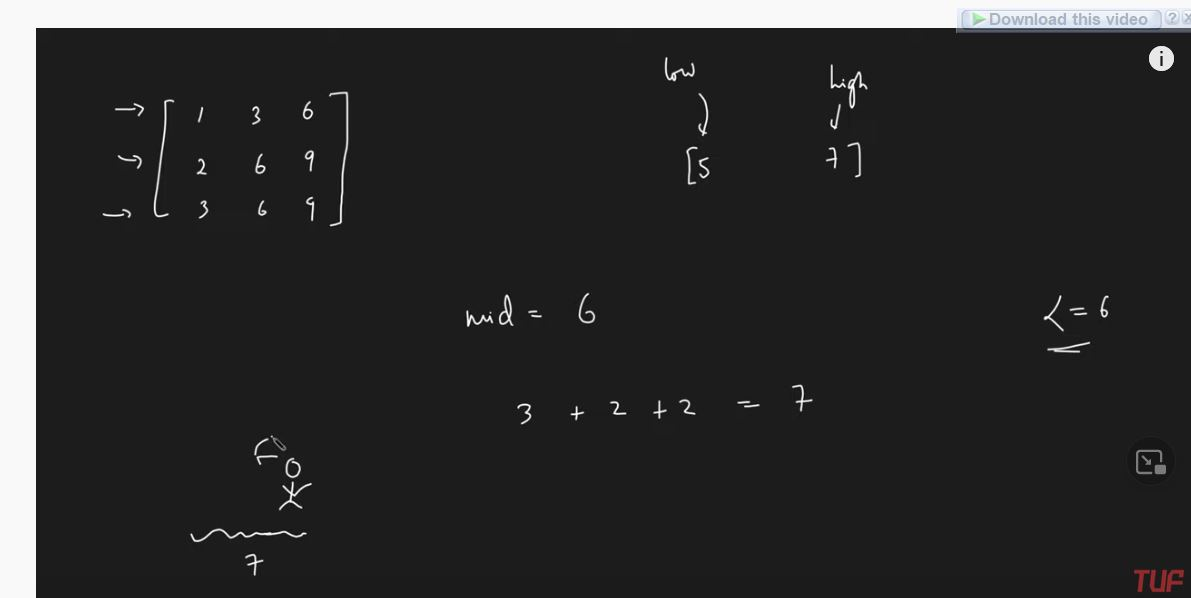 Download this video ?
i
low high
→ [ 1 3 6 ]
→ 2 6 9 [5 7]
→ 3 6 9
mid = 6 <= 6
3 + 2 + 2 = 7
7
TUF